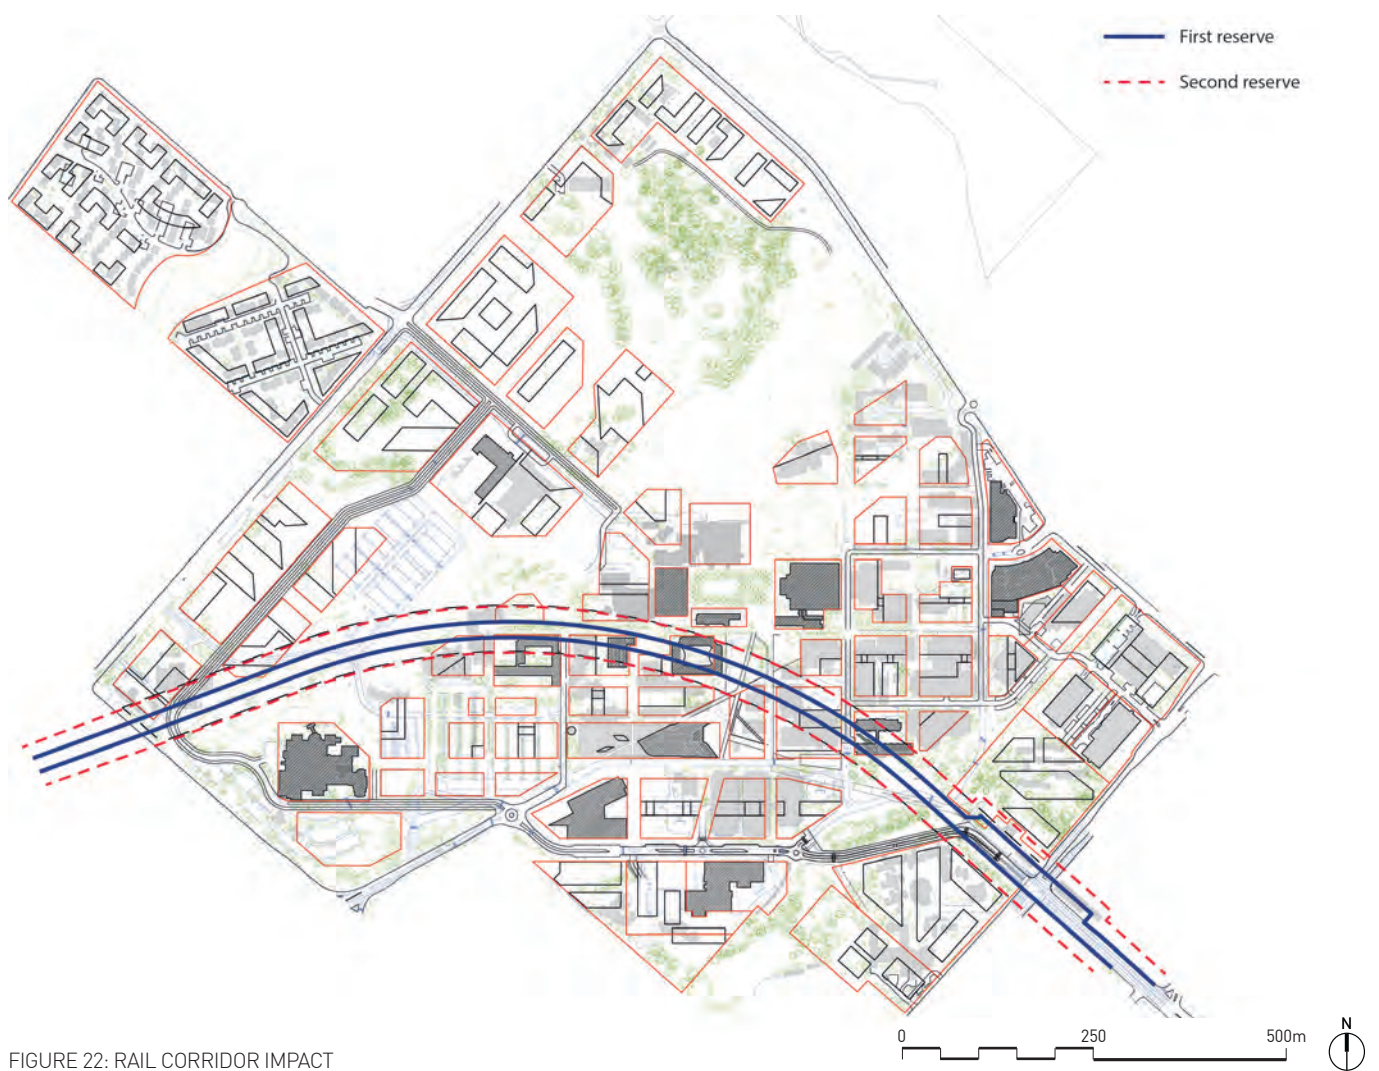 First reserve
Second reserve
0 250 500m
N
FIGURE 22: RAIL CORRIDOR IMPACT